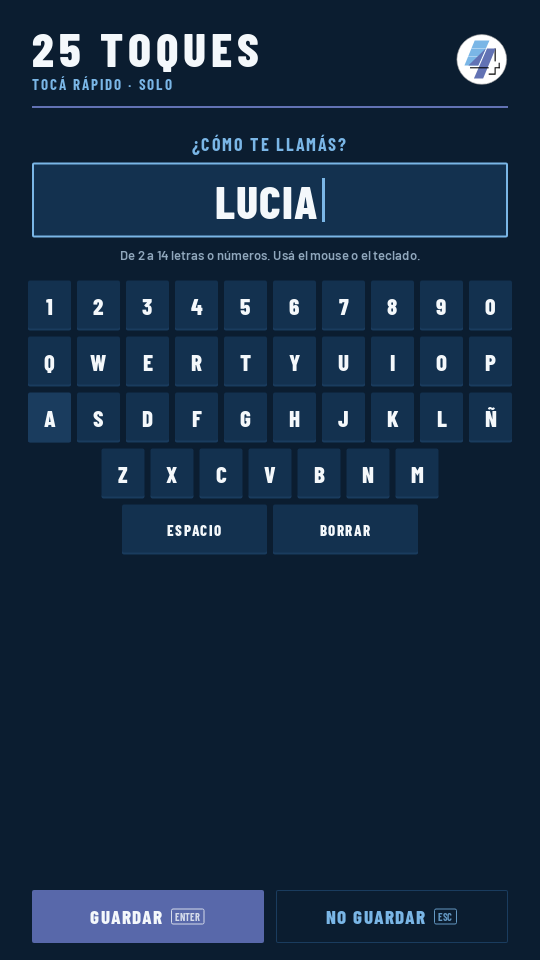 25 TOQUES
TOCÁ RÁPIDO · SOLO
¿CÓMO TE LLAMÁS?
LUCIA
De 2 a 14 letras o números. Usá el mouse o el teclado.
1 2 3 4 5 6 7 8 9 0
Q W E R T Y U I O P
A S D F G H J K L Ñ
Z X C V B N M
ESPACIO BORRAR
GUARDAR ENTER NO GUARDAR ESC